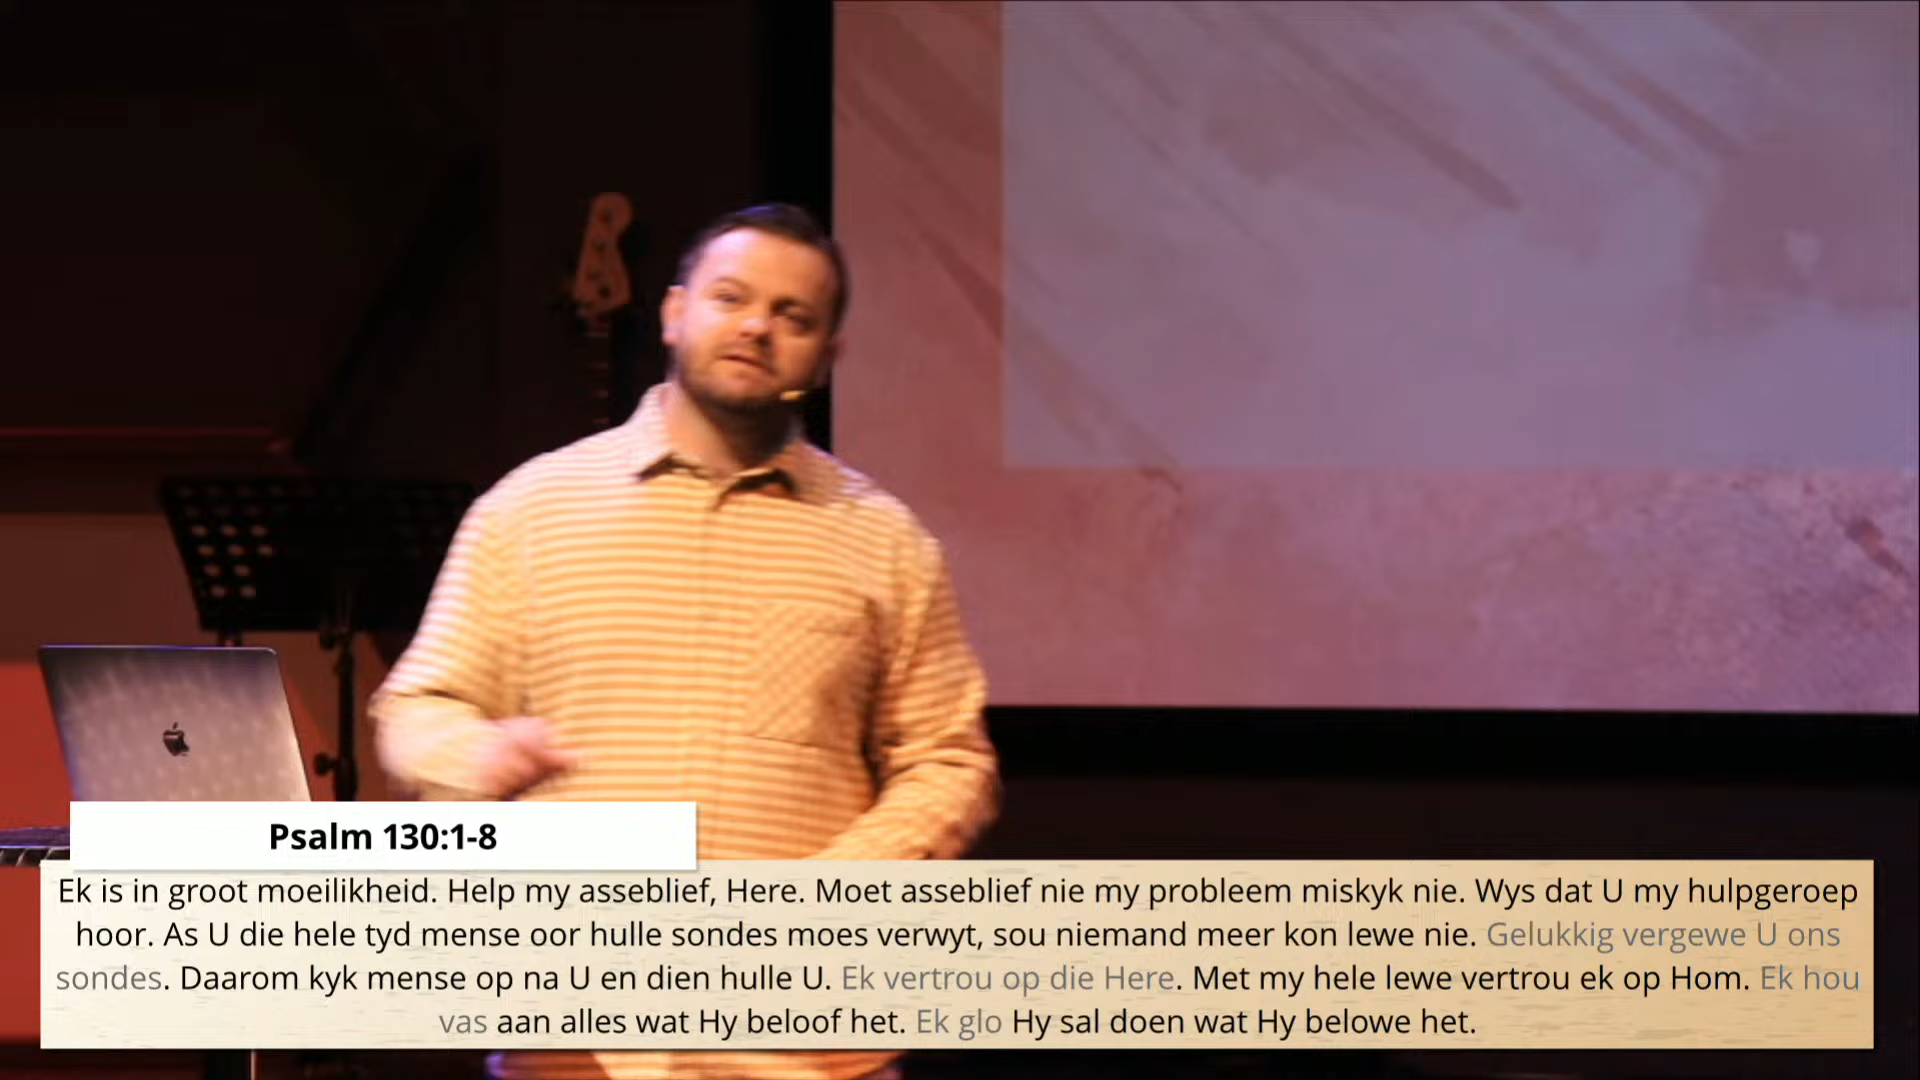 Psalm 130:1-8
Ek is in groot moeilikheid. Help my asseblief, Here. Moet asseblief nie my probleem miskyk nie. Wys dat U my hulpgeroep
hoor. As U die hele tyd mense oor hulle sondes moes verwyt, sou niemand meer kon lewe nie. Gelukkig vergewe U ons
sondes. Daarom kyk mense op na U en dien hulle U. Ek vertrou op die Here. Met my hele lewe vertrou ek op Hom. Ek hou
vas aan alles wat Hy beloof het. Ek glo Hy sal doen wat Hy belowe het.